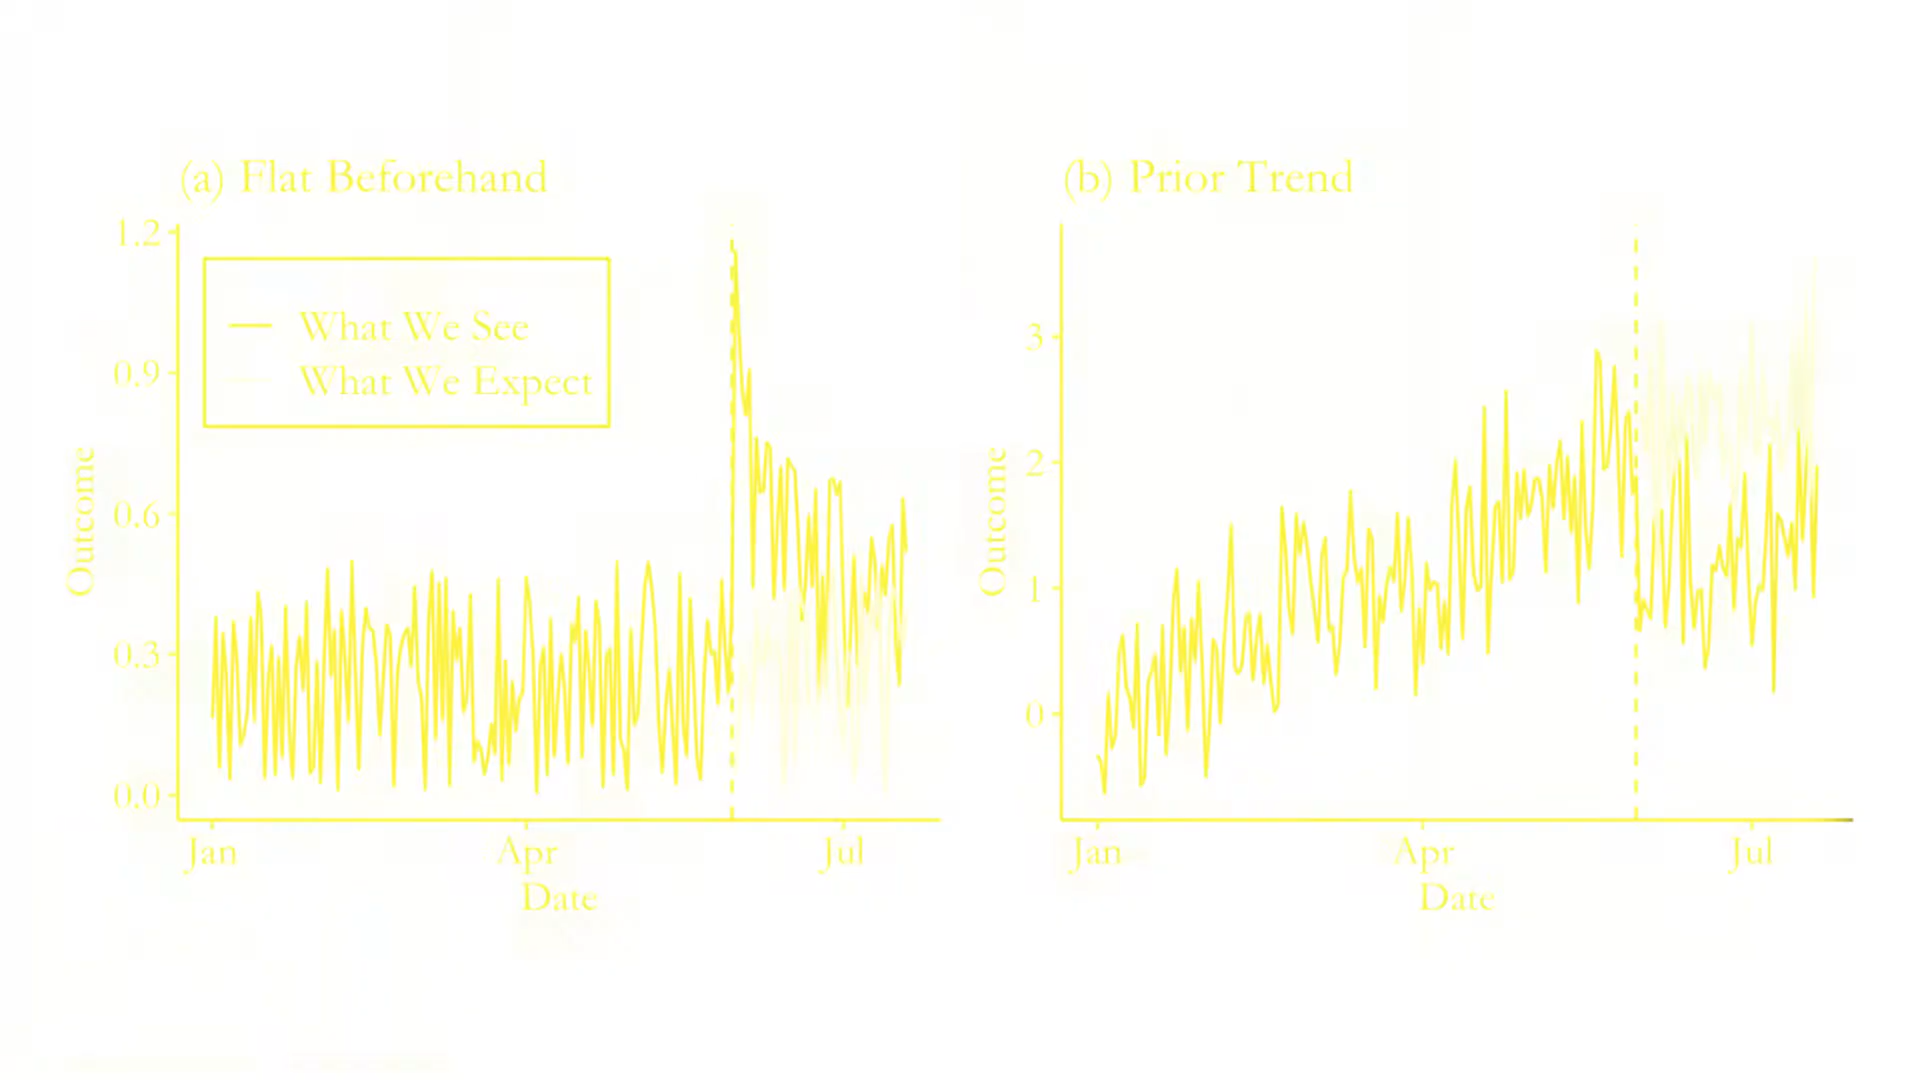 (a) Flat Beforehand
1.2
0.9
0.6
0.3
0.0
What We See
What We Expect
Outcome
Jan Apr Jul
Date
(b) Prior Trend
3
2
1
0
Outcome
Jan Apr Jul
Date